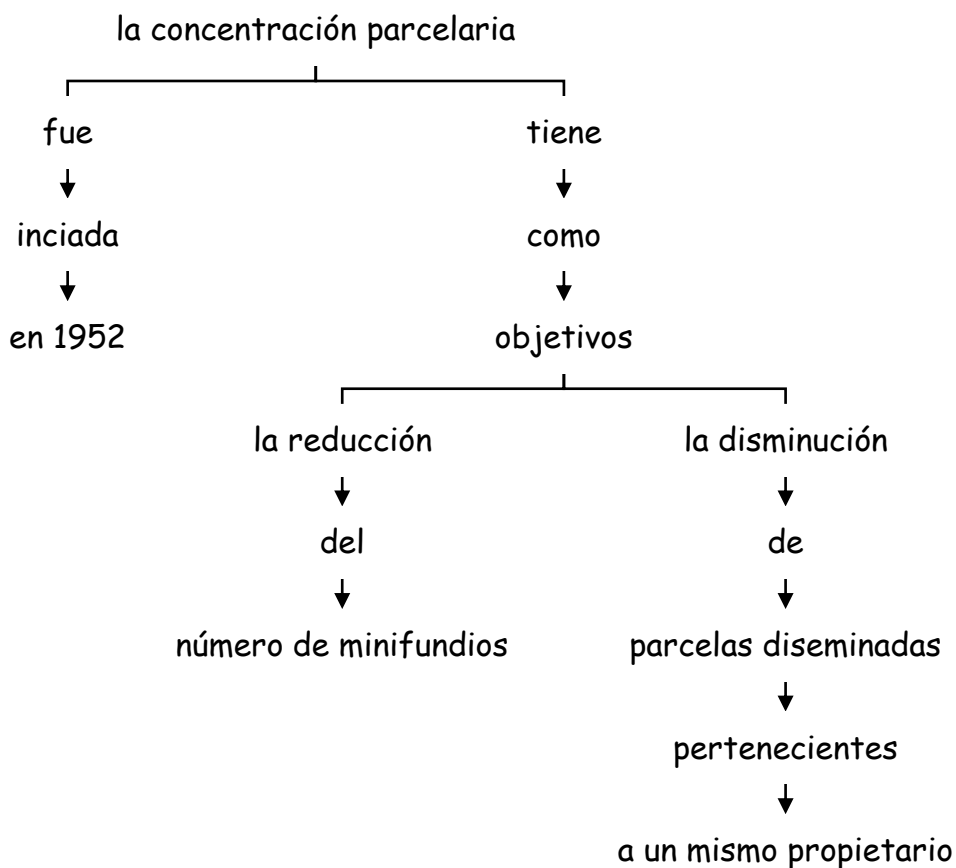 la concentración parcelaria
fue
tiene
inciada
como
en 1952
objetivos
la reducción
la disminución
del
de
número de minifundios
parcelas diseminadas
pertenecientes
a un mismo propietario